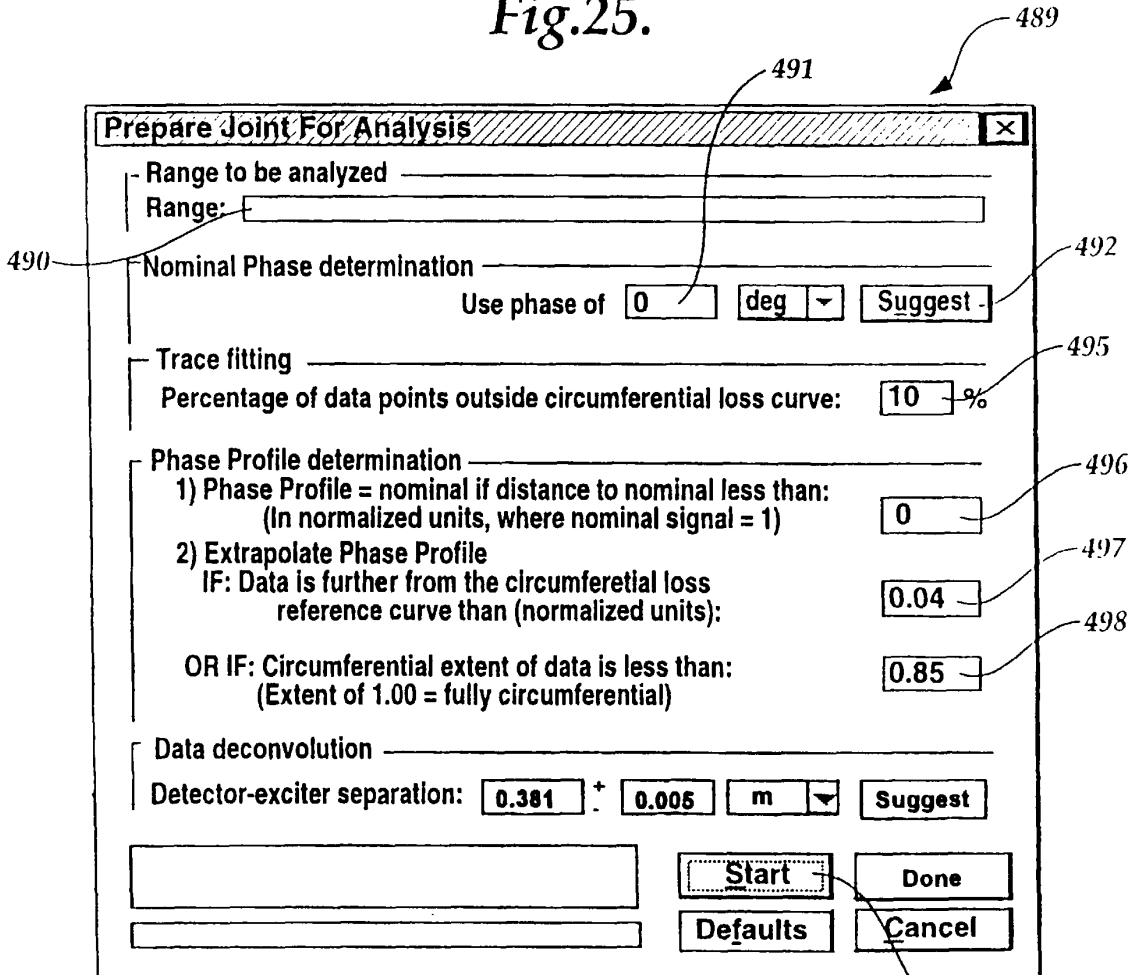 Fig.25.
489
491
Prepare Joint For Analysis
Range to be analyzed
Range:
490
Nominal Phase determination
492
Use phase of 0 deg Suggest
Trace fitting
495
Percentage of data points outside circumferential loss curve: 10 %
Phase Profile determination
496
1) Phase Profile = nominal if distance to nominal less than:
(In normalized units, where nominal signal = 1) 0
2) Extrapolate Phase Profile
497
IF: Data is further from the circumferetial loss
reference curve than (normalized units): 0.04
498
OR IF: Circumferential extent of data is less than: 0.85
(Extent of 1.00 = fully circumferential)
Data deconvolution
Detector-exciter separation: 0.381 +- 0.005 m Suggest
Start Done
Defaults Cancel